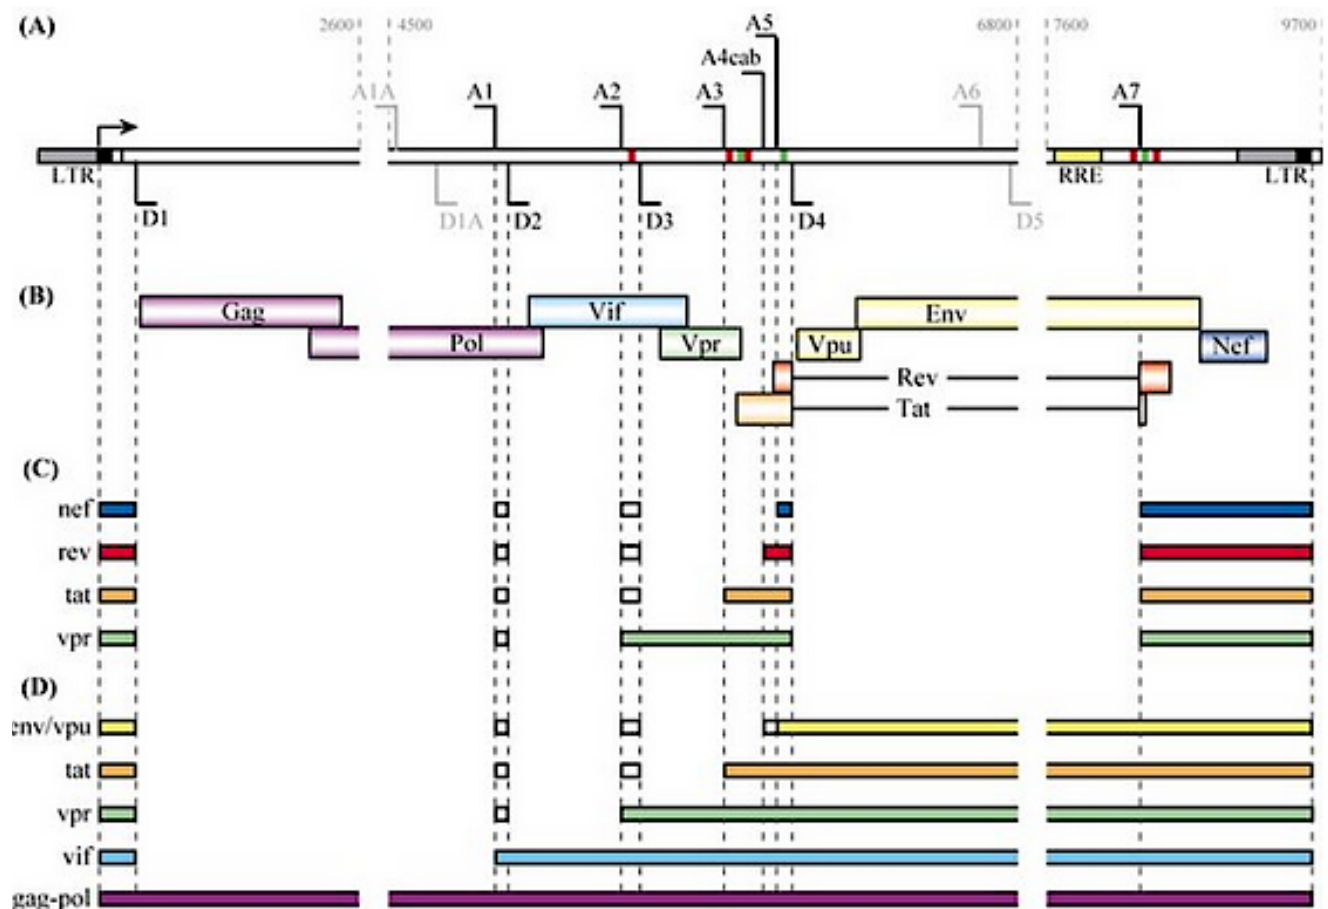 (A)
2600
4500
A5
6800
7600
9700
A4cab
A1A
A1
A2
A3
A6
A7
LTR
RRE
LTR
D1
D1A
D2
D3
D4
D5
(B)
Gag
Vif
Env
Pol
Vpr
Vpu
Nef
Rev
Tat
(C)
nef
rev
tat
vpr
(D)
env/vpu
tat
vpr
vif
gag-pol